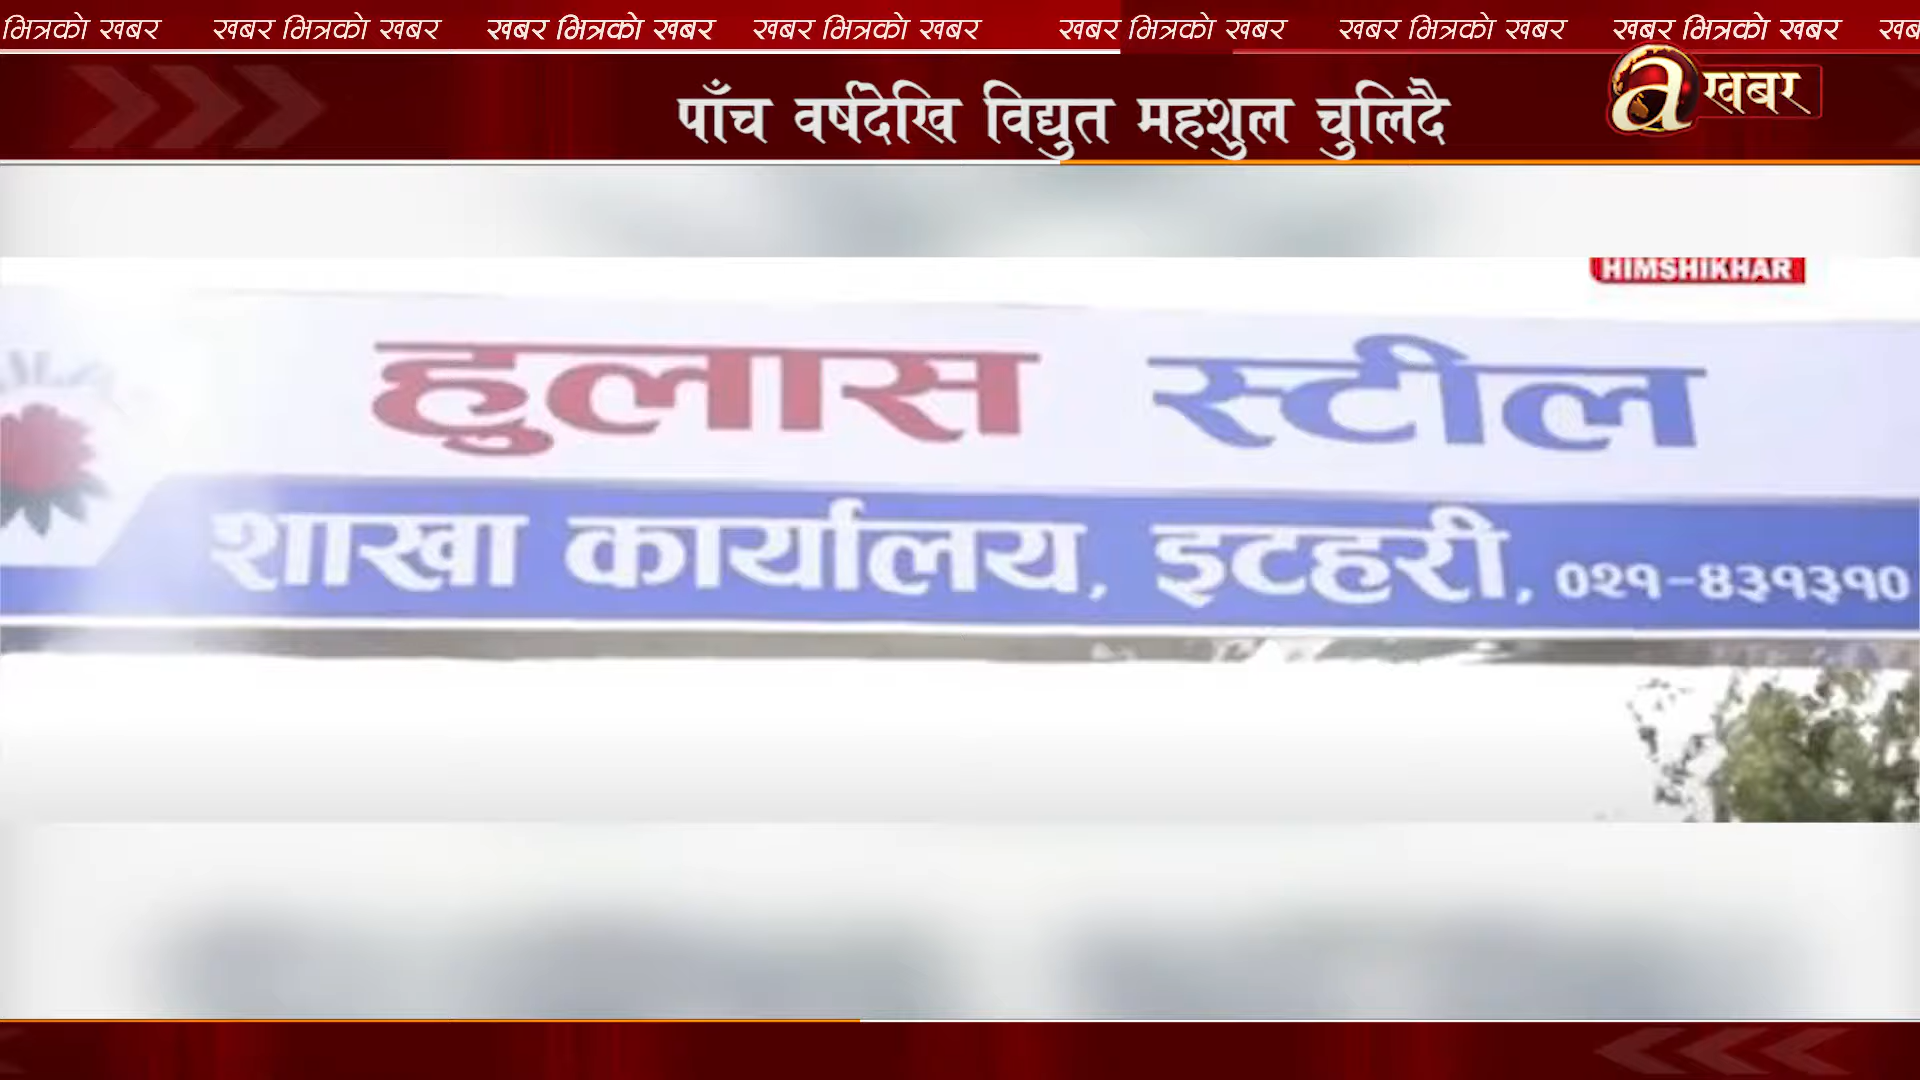 भित्रको खबर खबर भित्रको खबर खबर भित्रको खबर खबर भित्रको खबर खबर भित्रको खबर खबर भित्रको खबर खबर भित्रको खबर
पाँच वर्षदेखि विद्युत महशुल चुलिदै
a खबर
HIMSHIKHAR
हुलास स्टील
शाखा कार्यालय, इटहरी, ०२१-४३१३१०